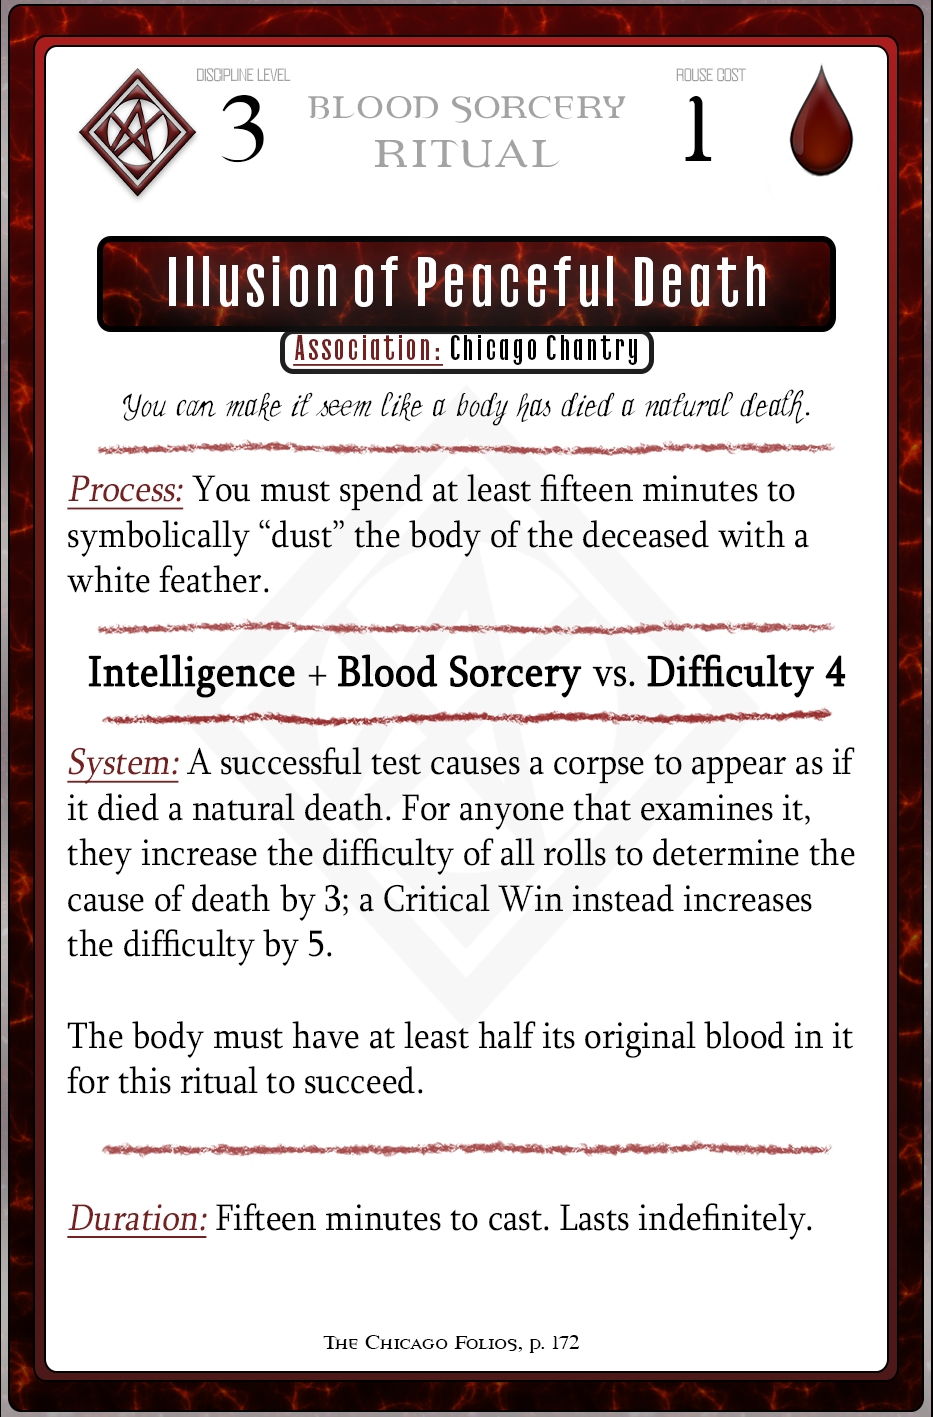 DISCIPLINE LEVEL
3
BLOOD SORCERY
RITUAL
ROUSE COST
1
Illusion of Peaceful Death
Association: Chicago Chantry
You can make it seem like a body has died a natural death.
Process: You must spend at least fifteen minutes to
symbolically “dust” the body of the deceased with a
white feather.
Intelligence + Blood Sorcery vs. Difficulty 4
System: A successful test causes a corpse to appear as if
it died a natural death. For anyone that examines it,
they increase the difficulty of all rolls to determine the
cause of death by 3; a Critical Win instead increases
the difficulty by 5.
The body must have at least half its original blood in it
for this ritual to succeed.
Duration: Fifteen minutes to cast. Lasts indefinitely.
The Chicago Folios, p. 172